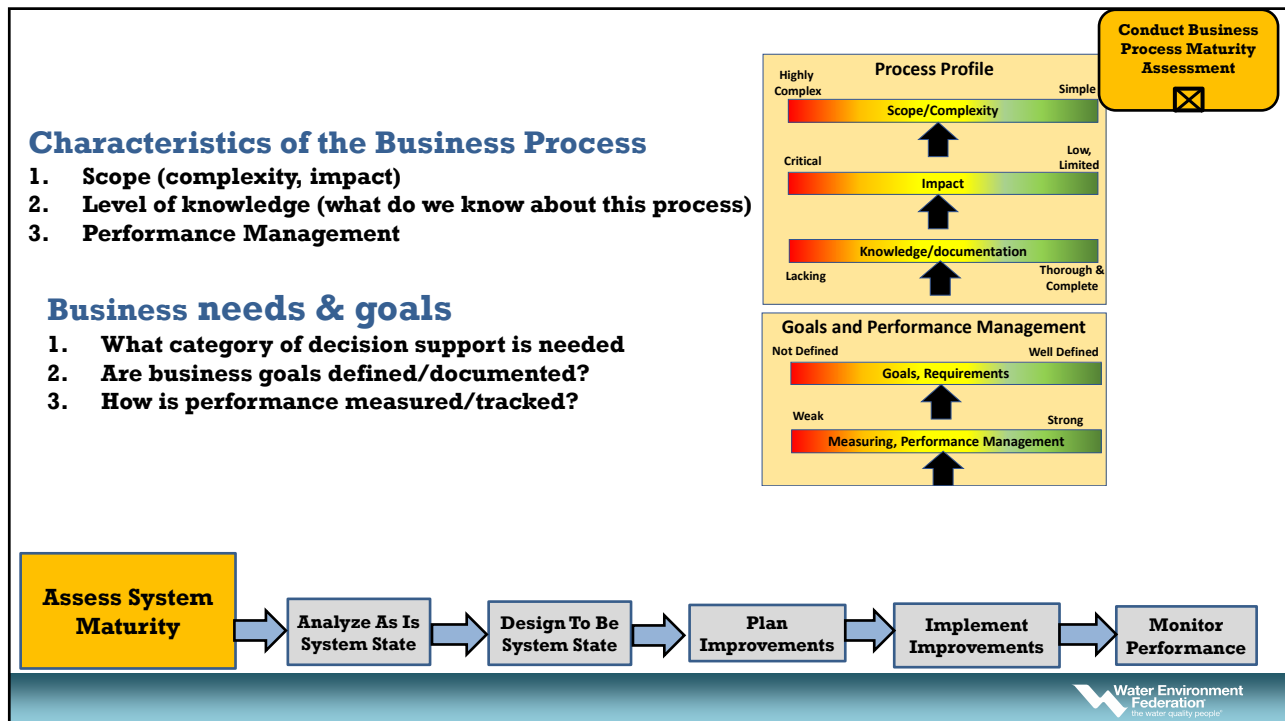 Conduct Business
Process Maturity
Assessment
Characteristics of the Business Process
1. Scope (complexity, impact)
2. Level of knowledge (what do we know about this process)
3. Performance Management
Business needs & goals
1. What category of decision support is needed
2. Are business goals defined/documented?
3. How is performance measured/tracked?
Process Profile
Highly
Complex
Simple
Scope/Complexity
Critical
Low,
Limited
Impact
Knowledge/documentation
Lacking
Thorough &
Complete
Goals and Performance Management
Not Defined
Well Defined
Goals, Requirements
Weak
Strong
Measuring, Performance Management
Assess System
Maturity
Analyze As Is
System State
Design To Be
System State
Plan
Improvements
Implement
Improvements
Monitor
Performance
Water Environment
Federation
the water quality people®